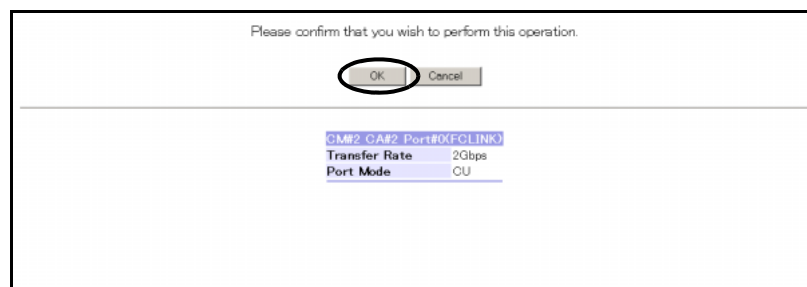 Please confirm that you wish to perform this operation.
OK Cancel
CM#2 CA#2 Port#0(FCLINK)
Transfer Rate 2Gbps
Port Mode CU